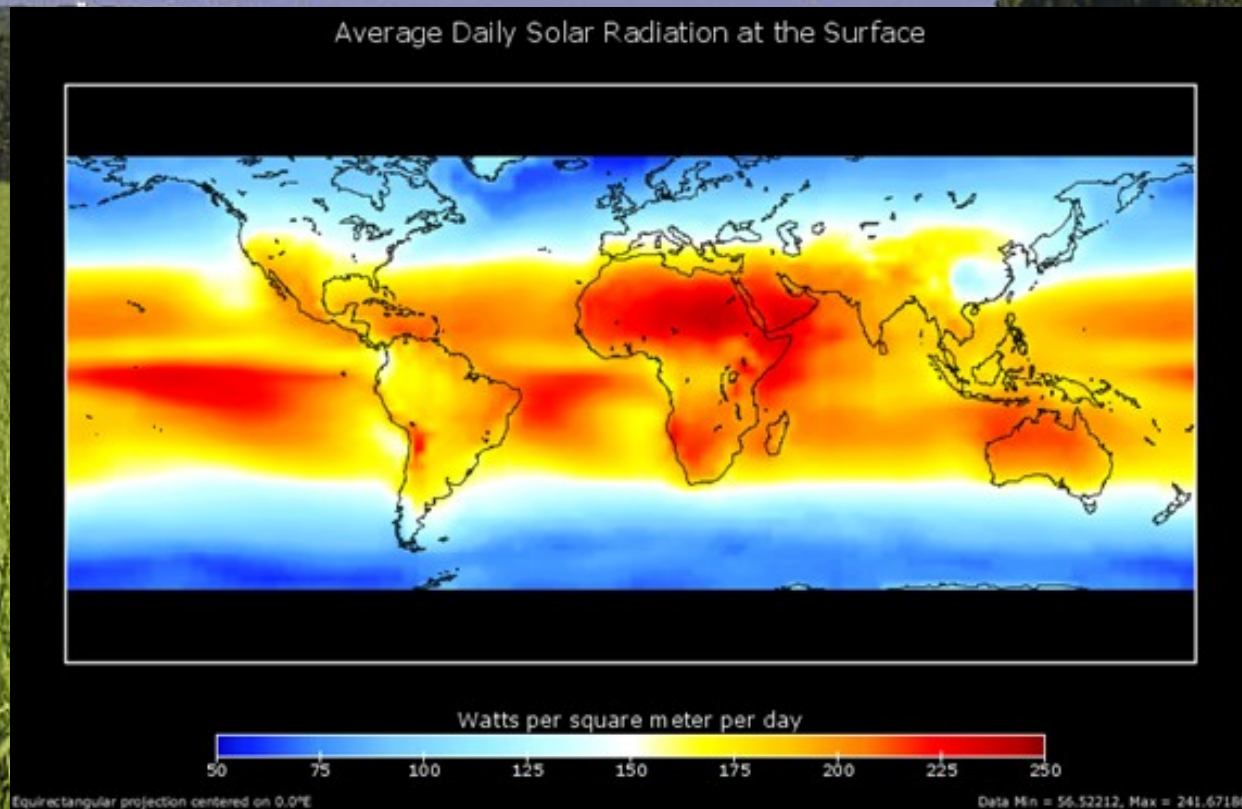 Average Daily Solar Radiation at the Surface
Watts per square meter per day
50 75 100 125 150 175 200 225 250
Equirectangular projection centered on 0.0°E
Data Min = 56.52212, Max = 241.6718